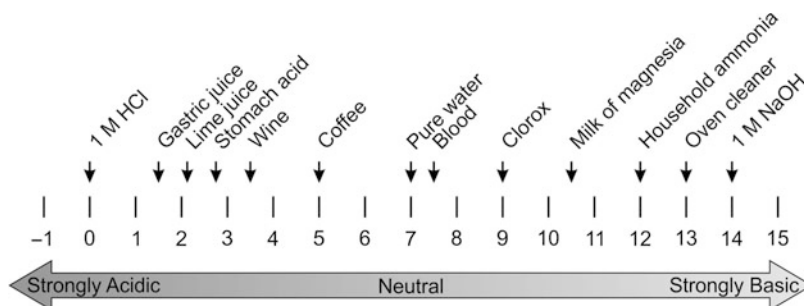 1 M HCl
Gastric juice
Lime juice
Stomach acid
Wine
Coffee
Pure water
Blood
Clorox
Milk of magnesia
Household ammonia
Oven cleaner
1 M NaOH
–1 0 1 2 3 4 5 6 7 8 9 10 11 12 13 14 15
Strongly Acidic Neutral Strongly Basic